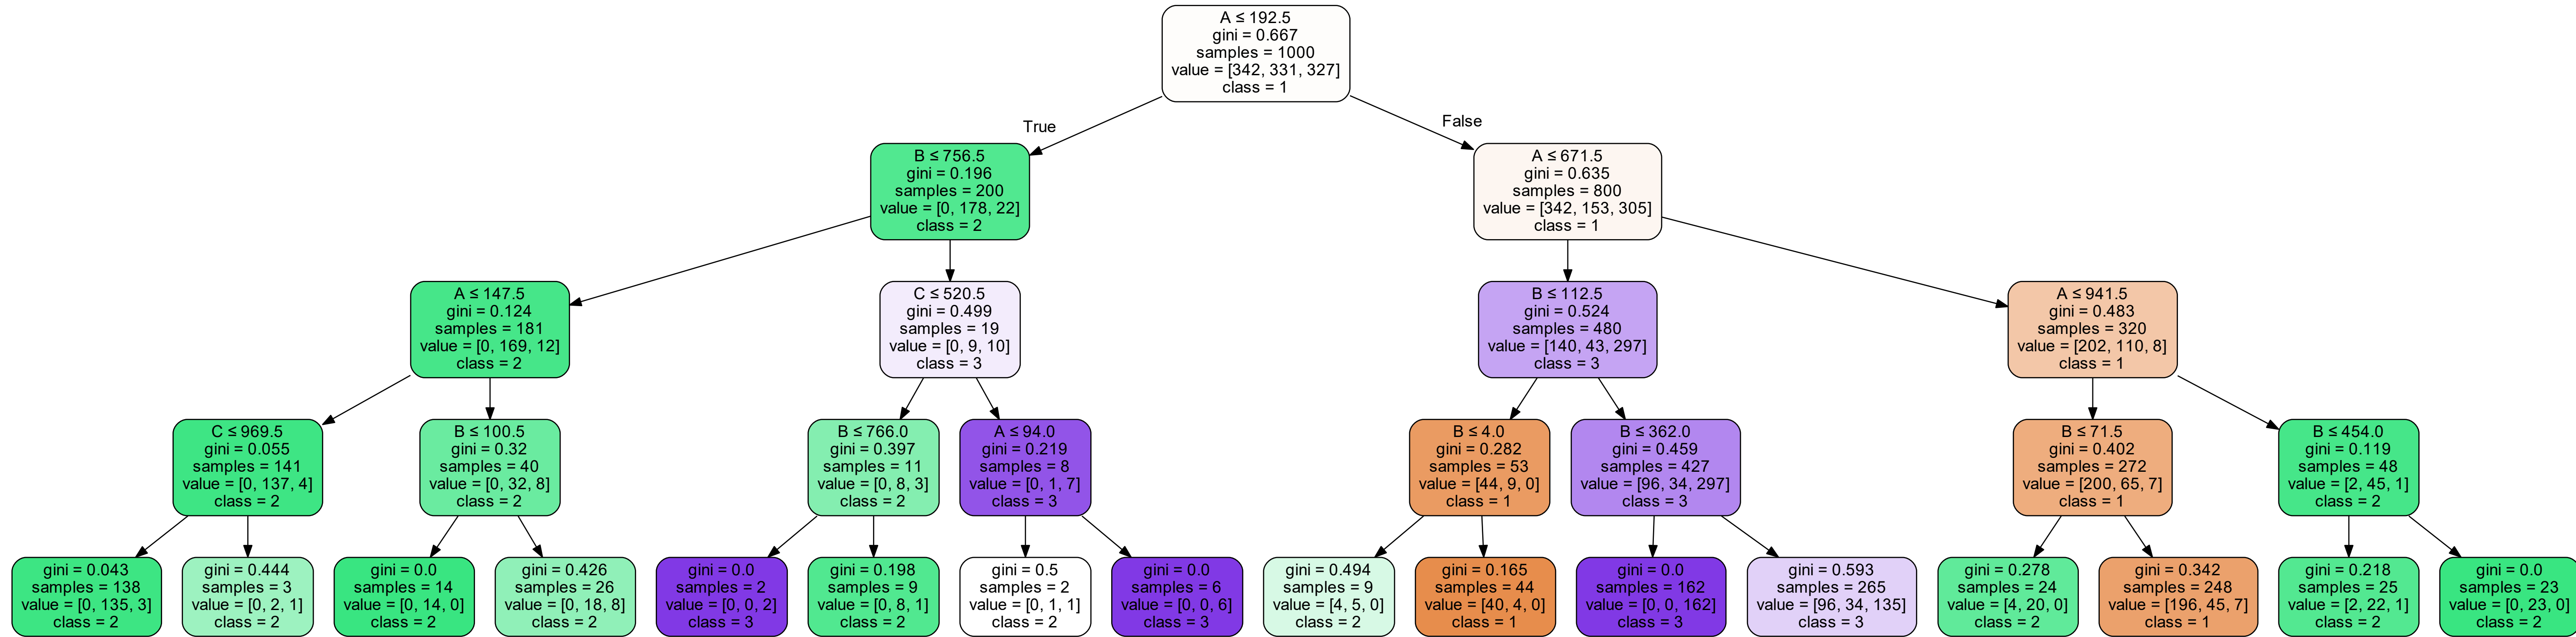 A ≤ 192.5
gini = 0.667
samples = 1000
value = [342, 331, 327]
class = 1
True
False
B ≤ 756.5
gini = 0.196
samples = 200
value = [0, 178, 22]
class = 2
A ≤ 671.5
gini = 0.635
samples = 800
value = [342, 153, 305]
class = 1
A ≤ 147.5
gini = 0.124
samples = 181
value = [0, 169, 12]
class = 2
C ≤ 520.5
gini = 0.499
samples = 19
value = [0, 9, 10]
class = 3
B ≤ 112.5
gini = 0.524
samples = 480
value = [140, 43, 297]
class = 3
A ≤ 941.5
gini = 0.483
samples = 320
value = [202, 110, 8]
class = 1
C ≤ 969.5
gini = 0.055
samples = 141
value = [0, 137, 4]
class = 2
B ≤ 100.5
gini = 0.32
samples = 40
value = [0, 32, 8]
class = 2
B ≤ 766.0
gini = 0.397
samples = 11
value = [0, 8, 3]
class = 2
A ≤ 94.0
gini = 0.219
samples = 8
value = [0, 1, 7]
class = 3
B ≤ 4.0
gini = 0.282
samples = 53
value = [44, 9, 0]
class = 1
B ≤ 362.0
gini = 0.459
samples = 427
value = [96, 34, 297]
class = 3
B ≤ 71.5
gini = 0.402
samples = 272
value = [200, 65, 7]
class = 1
B ≤ 454.0
gini = 0.119
samples = 48
value = [2, 45, 1]
class = 2
gini = 0.043
samples = 138
value = [0, 135, 3]
class = 2
gini = 0.444
samples = 3
value = [0, 2, 1]
class = 2
gini = 0.0
samples = 14
value = [0, 14, 0]
class = 2
gini = 0.426
samples = 26
value = [0, 18, 8]
class = 2
gini = 0.0
samples = 2
value = [0, 0, 2]
class = 3
gini = 0.198
samples = 9
value = [0, 8, 1]
class = 2
gini = 0.5
samples = 2
value = [0, 1, 1]
class = 2
gini = 0.0
samples = 6
value = [0, 0, 6]
class = 3
gini = 0.494
samples = 9
value = [4, 5, 0]
class = 2
gini = 0.165
samples = 44
value = [40, 4, 0]
class = 1
gini = 0.0
samples = 162
value = [0, 0, 162]
class = 3
gini = 0.593
samples = 265
value = [96, 34, 135]
class = 3
gini = 0.278
samples = 24
value = [4, 20, 0]
class = 2
gini = 0.342
samples = 248
value = [196, 45, 7]
class = 1
gini = 0.218
samples = 25
value = [2, 22, 1]
class = 2
gini = 0.0
samples = 23
value = [0, 23, 0]
class = 2